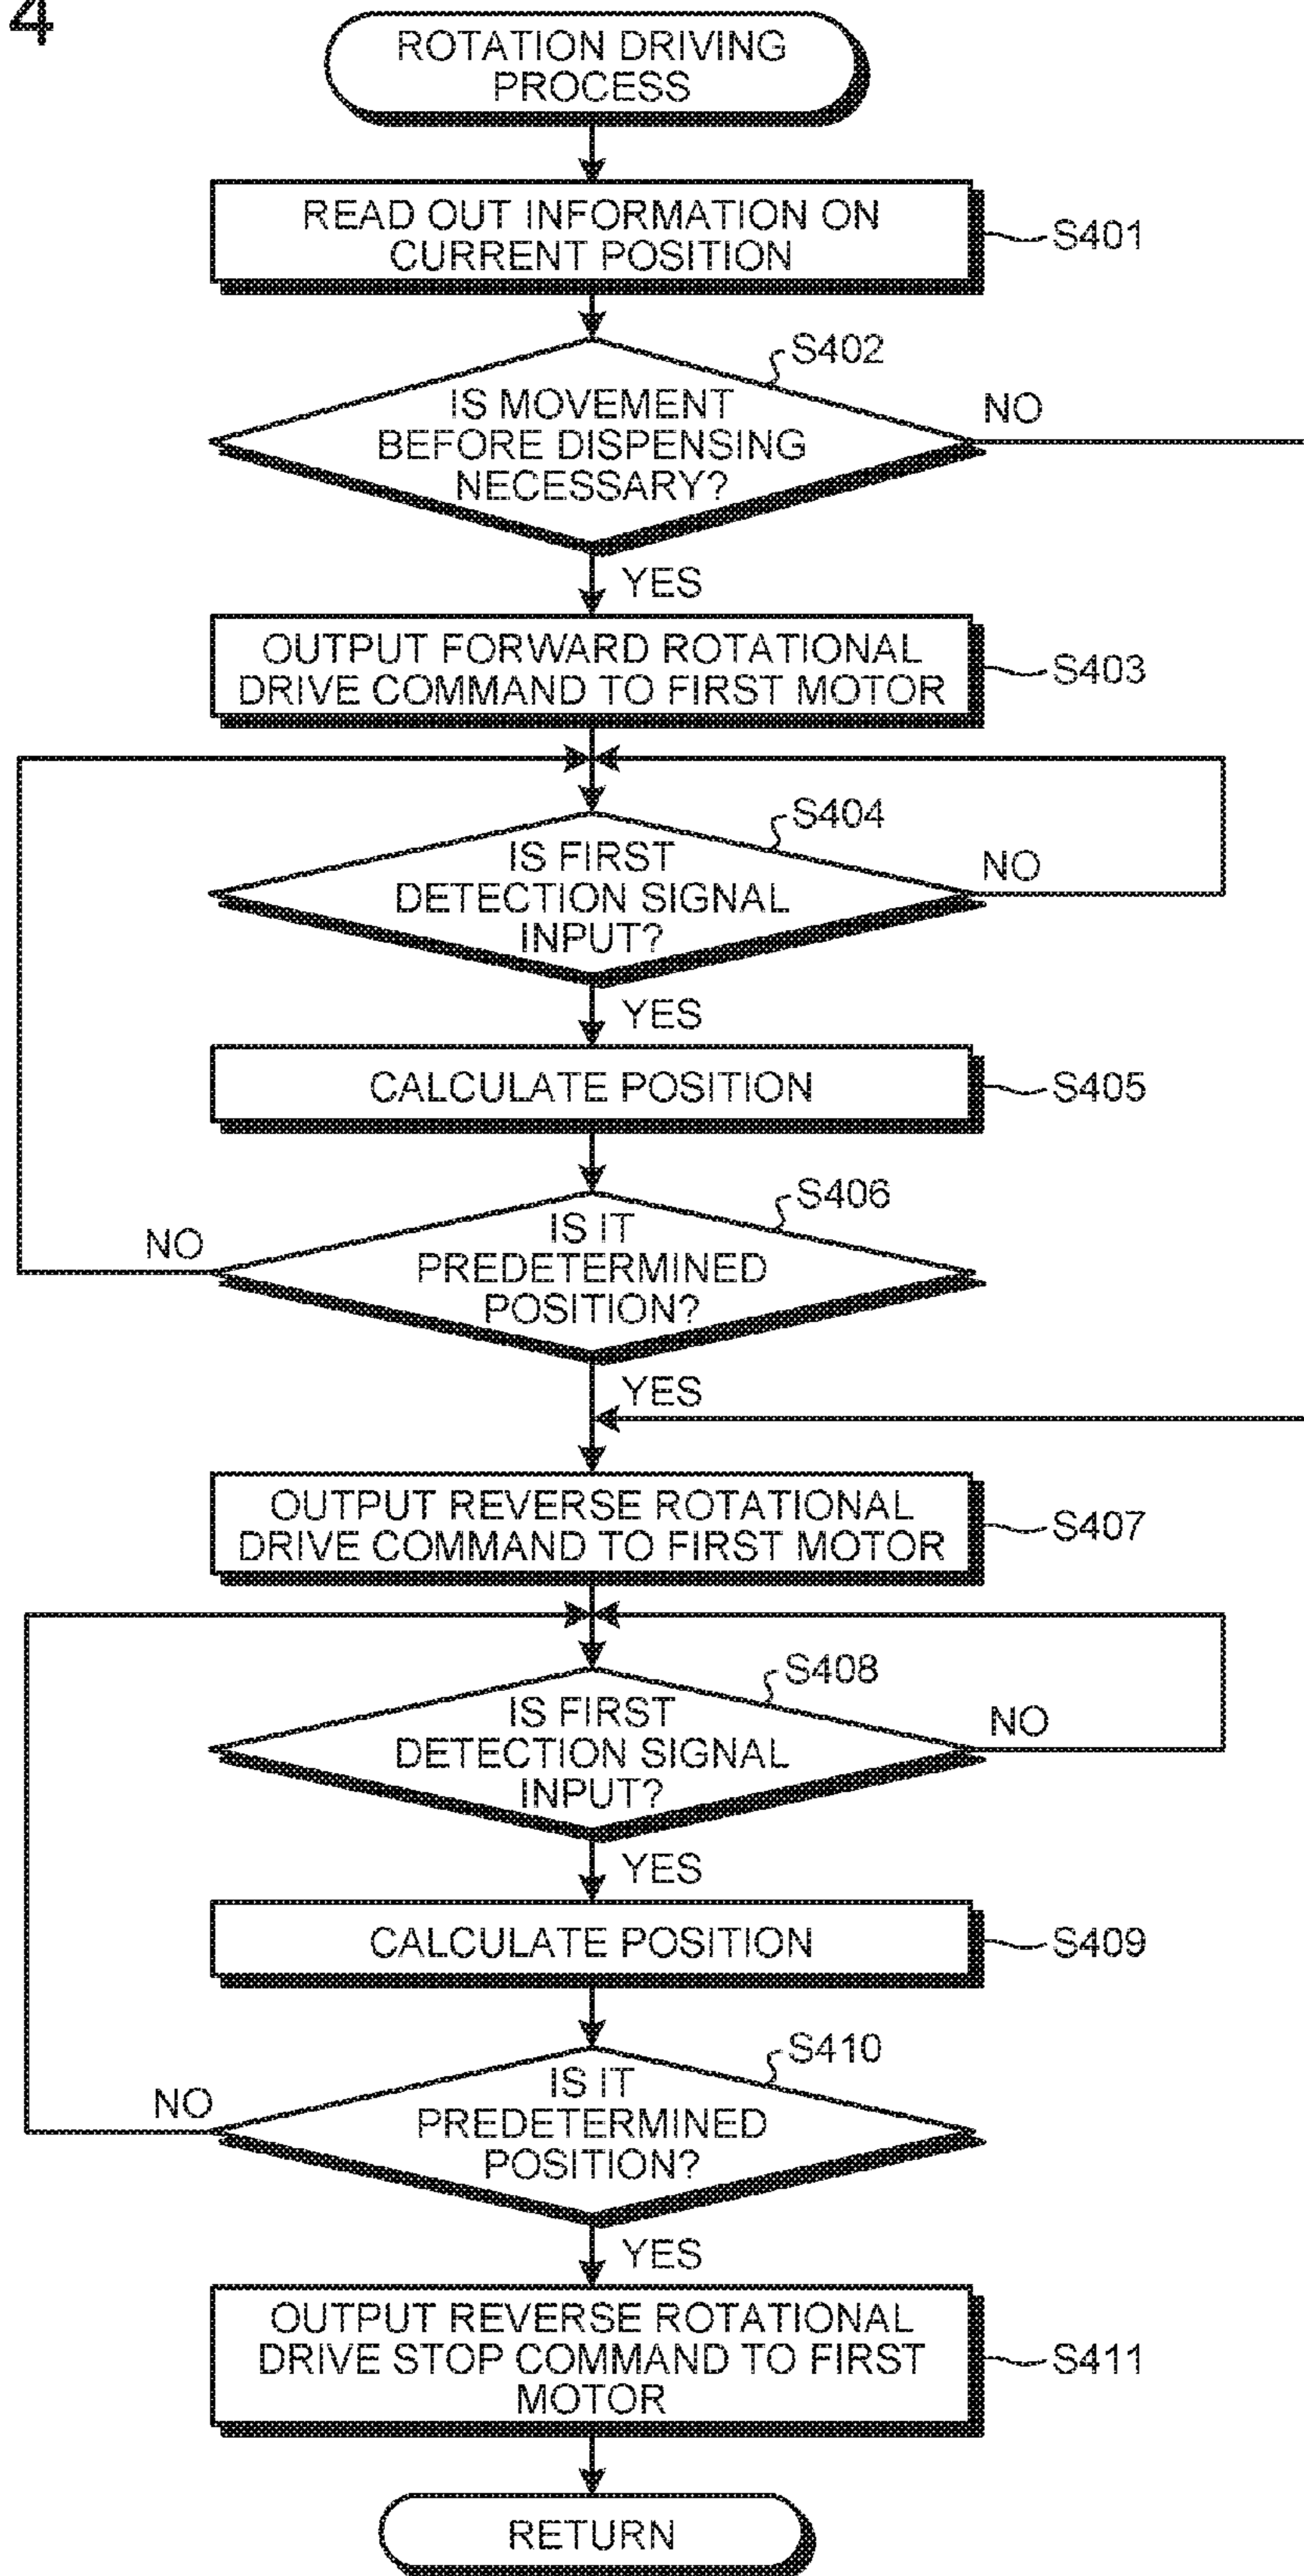 4
ROTATION DRIVING
PROCESS
READ OUT INFORMATION ON
CURRENT POSITION
S401
S402
IS MOVEMENT
BEFORE DISPENSING
NECESSARY?
NO
YES
OUTPUT FORWARD ROTATIONAL
DRIVE COMMAND TO FIRST MOTOR
S403
S404
IS FIRST
DETECTION SIGNAL
INPUT?
NO
YES
CALCULATE POSITION
S405
S406
IS IT
PREDETERMINED
POSITION?
NO
YES
OUTPUT REVERSE ROTATIONAL
DRIVE COMMAND TO FIRST MOTOR
S407
S408
IS FIRST
DETECTION SIGNAL
INPUT?
NO
YES
CALCULATE POSITION
S409
S410
IS IT
PREDETERMINED
POSITION?
NO
YES
OUTPUT REVERSE ROTATIONAL
DRIVE STOP COMMAND TO FIRST
MOTOR
S411
RETURN